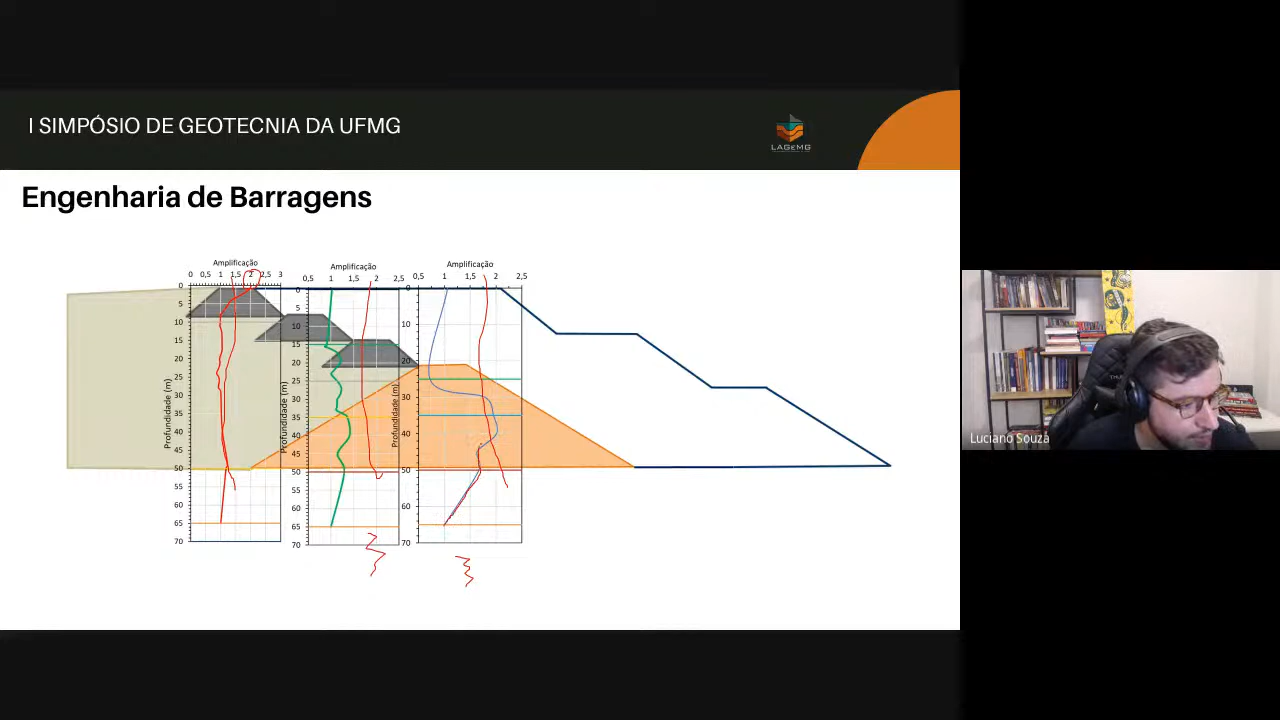 I SIMPÓSIO DE GEOTECNIA DA UFMG
LAGEMG
Engenharia de Barragens
Amplificação
0 0,5 1 1,5 2 2,5 3
0
5
10
15
20
25
30
35
40
45
50
55
60
65
70
Profundidade (m)
Amplificação
0,5 1 1,5 2 2,5
0
5
10
15
20
25
30
35
40
45
50
55
60
65
70
Profundidade (m)
Amplificação
0,5 1 1,5 2 2,5
0
10
20
30
40
50
60
70
Profundidade (m)
Luciano Souza